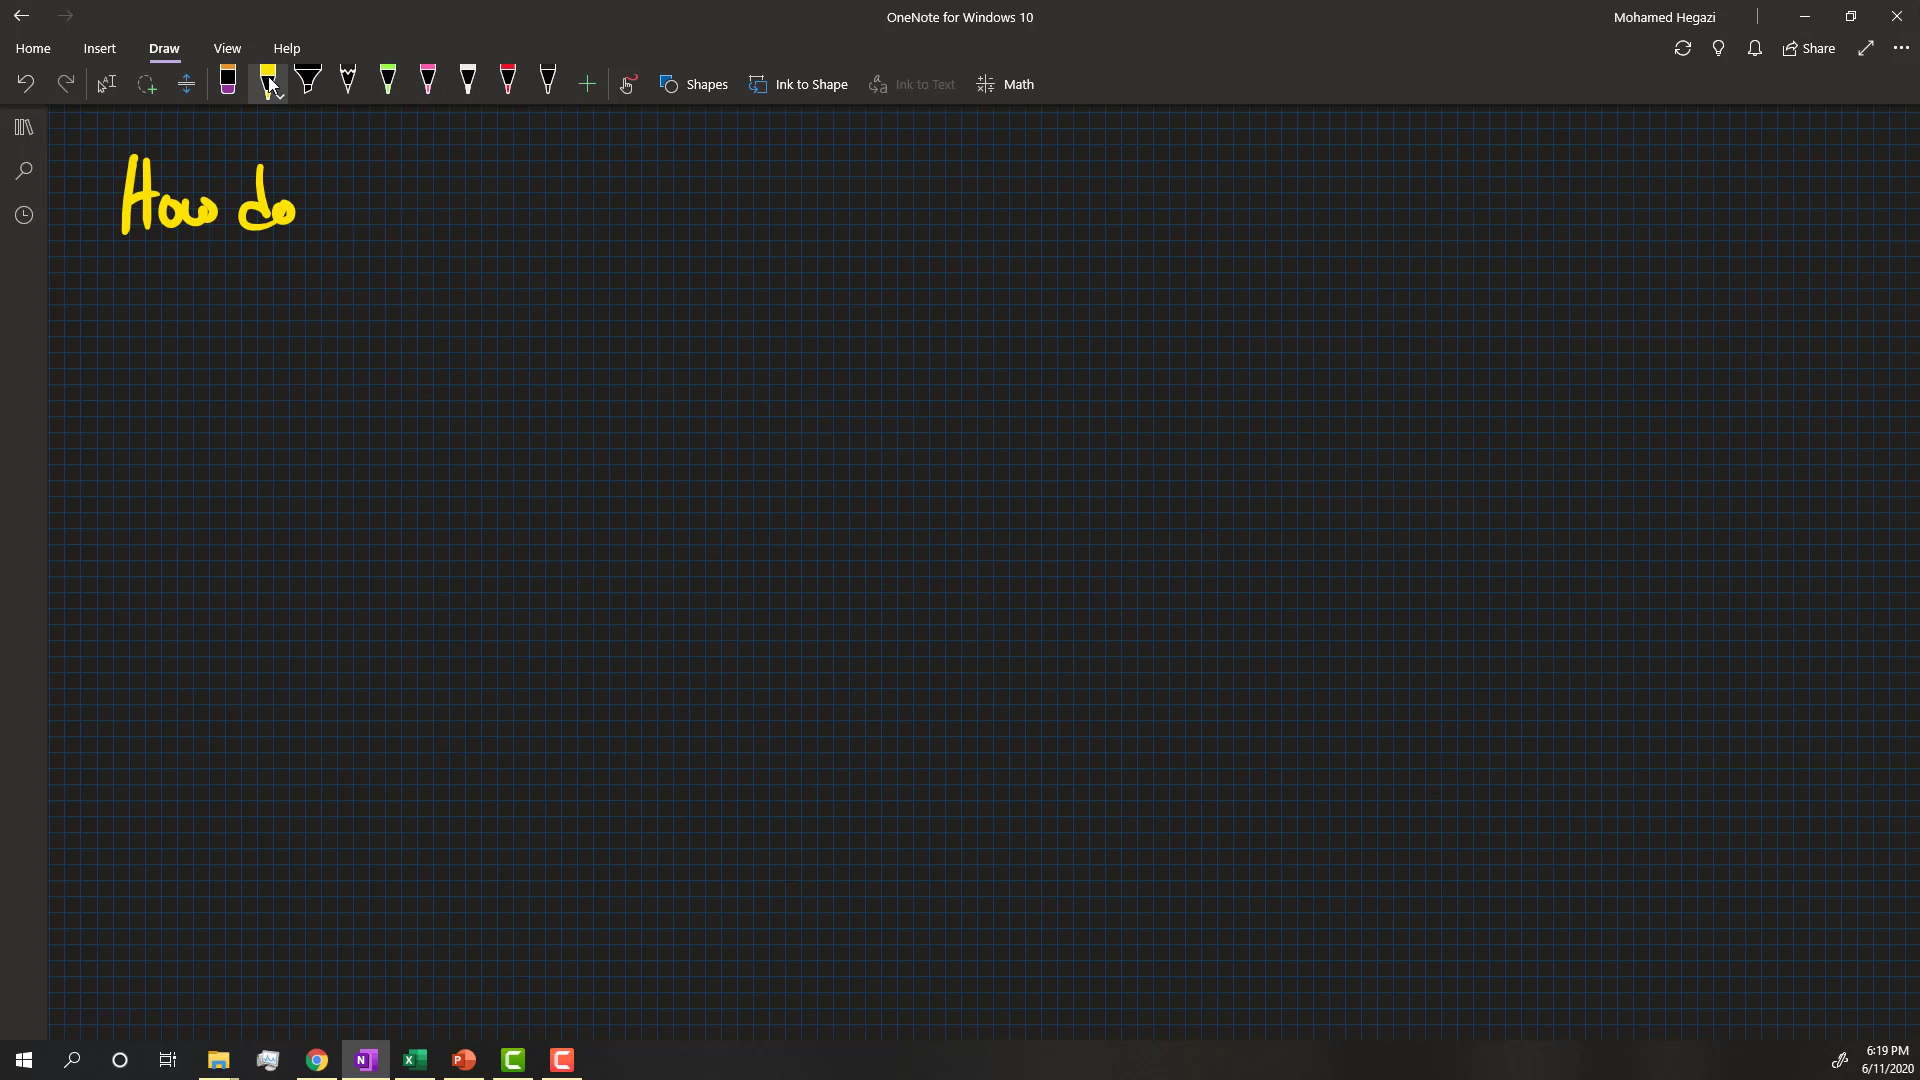 OneNote for Windows 10
Mohamed Hegazi
Home Insert Draw View Help
Share
Shapes Ink to Shape Ink to Text Math
How do
6:19 PM
6/11/2020